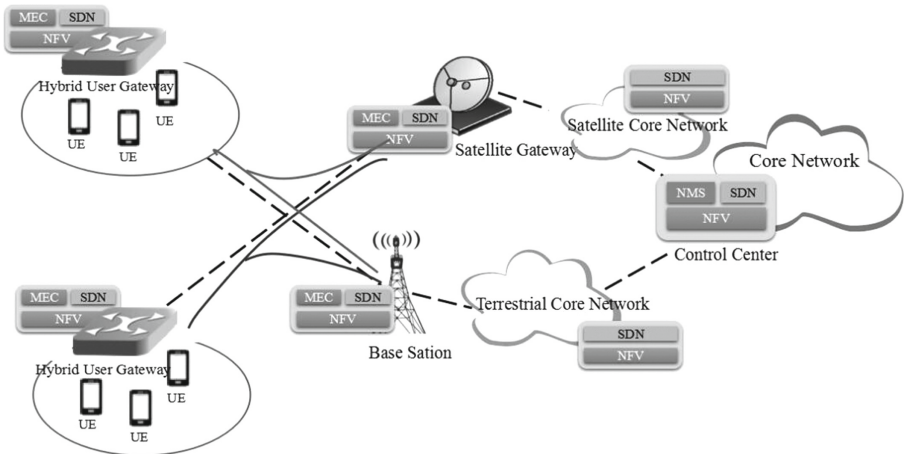 MEC SDN
NFV
Hybrid User Gateway
UE
UE
UE
MEC SDN
NFV
Satellite Gateway
SDN
NFV
Satellite Core Network
Core Network
NMS SDN
NFV
Control Center
MEC SDN
NFV
Hybrid User Gateway
UE
UE
UE
MEC SDN
NFV
Base Sation
Terrestrial Core Network
SDN
NFV